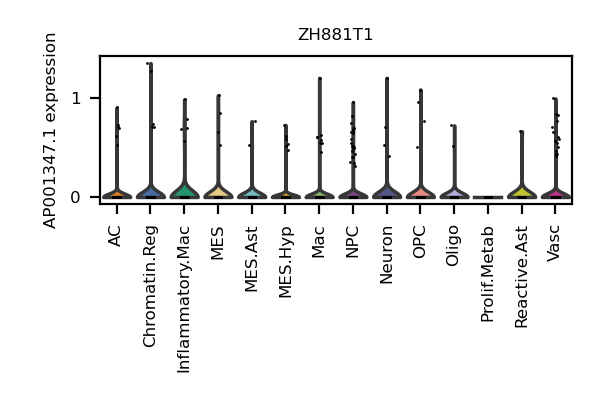 ZH881T1
AP001347.1 expression
1
0
AC
Chromatin.Reg
Inflammatory.Mac
MES
MES.Ast
MES.Hyp
Mac
NPC
Neuron
OPC
Oligo
Prolif.Metab
Reactive.Ast
Vasc